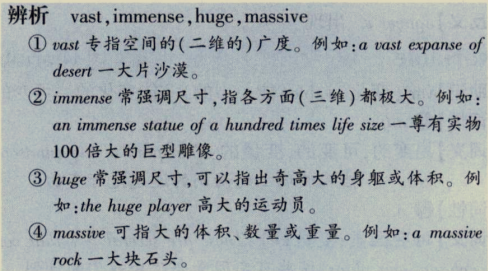 辨析 vast, immense, huge, massive
① vast 专指空间的(二维的)广度。例如:a vast expanse of
desert 一大片沙漠。
② immense 常强调尺寸,指各方面(三维)都极大。例如:
an immense statue of a hundred times life size 一尊有实物
100 倍大的巨型雕像。
③ huge 常强调尺寸,可以指出奇高大的身躯或体积。例
如:the huge player 高大的运动员。
④ massive 可指大的体积、数量或重量。例如:a massive
rock 一大块石头。